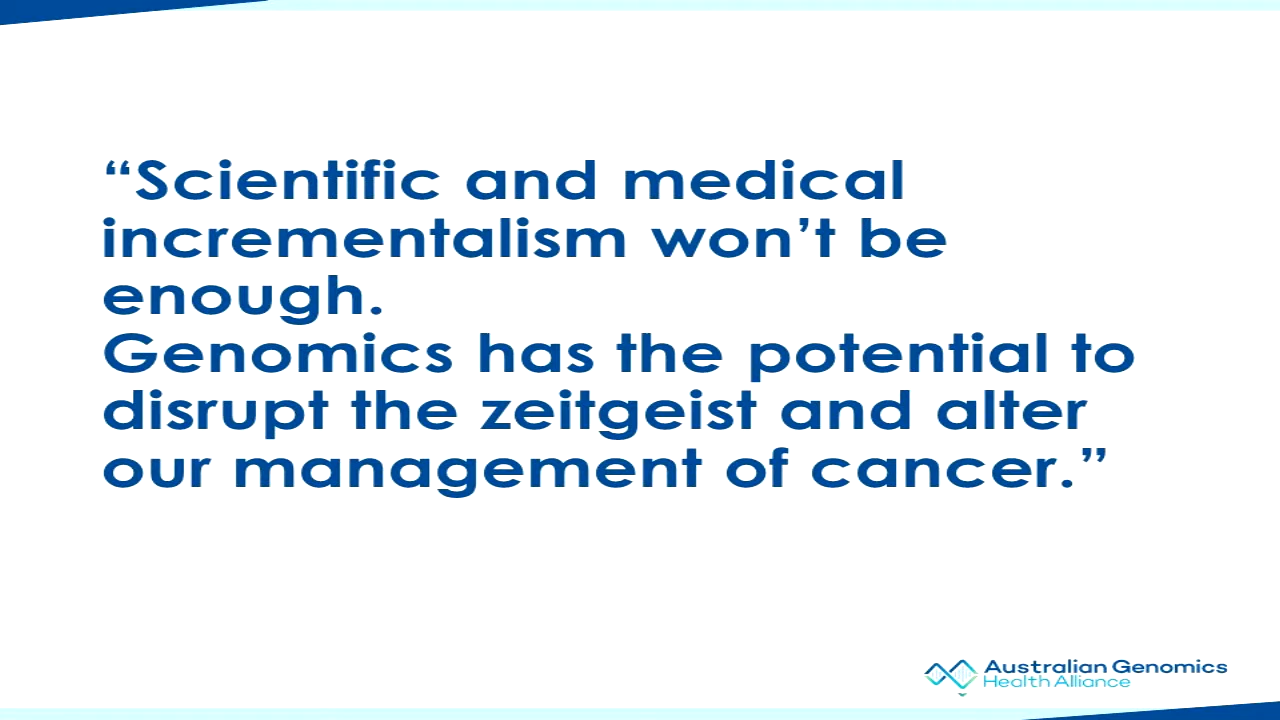 “Scientific and medical
incrementalism won’t be
enough.
Genomics has the potential to
disrupt the zeitgeist and alter
our management of cancer.”
Australian Genomics
Health Alliance